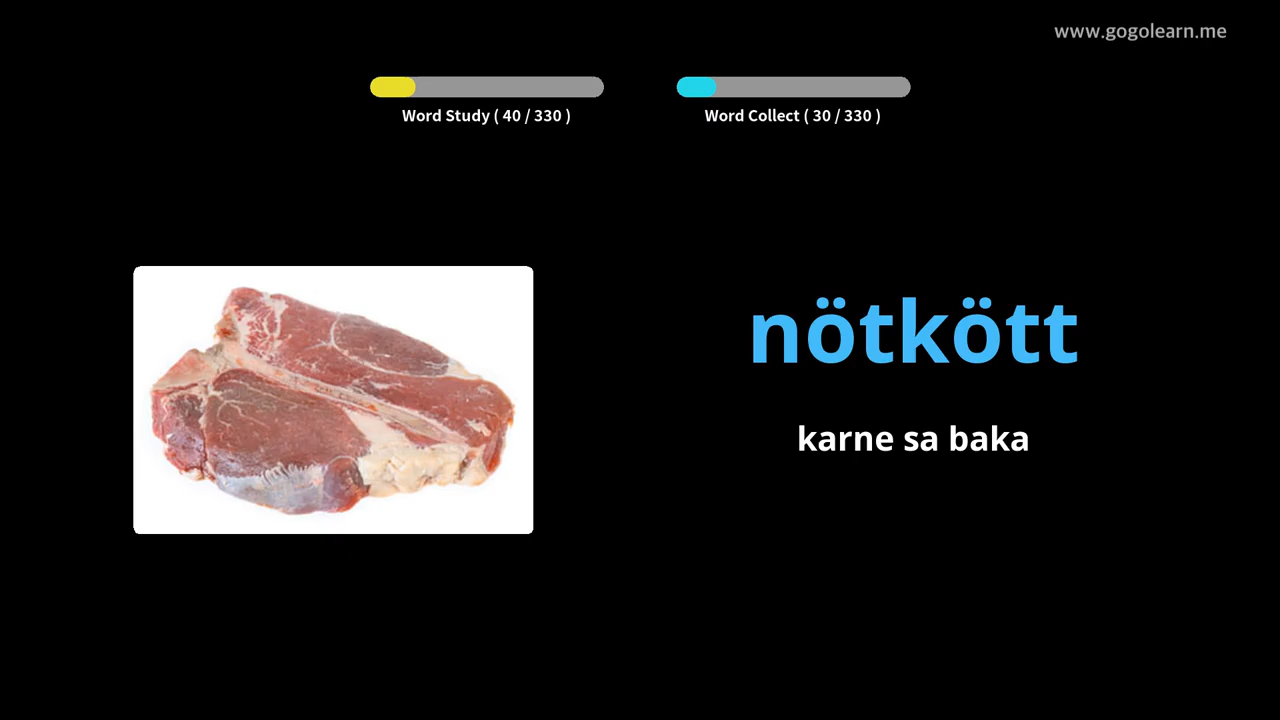 www.gogolearn.me
Word Study ( 40 / 330 )
Word Collect ( 30 / 330 )
nötkött
karne sa baka